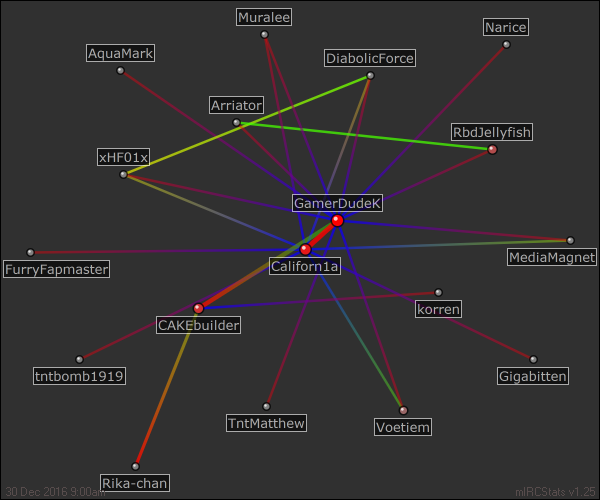 Muralee
Narice
AquaMark
DiabolicForce
Arriator
RbdJellyfish
xHF01x
GamerDudeK
MediaMagnet
FurryFapmaster
Californ1a
korren
CAKEbuilder
tntbomb1919
Gigabitten
TntMatthew
Voetiem
Rika-chan
30 Dec 2016 9:00am
mIRCStats v1.25